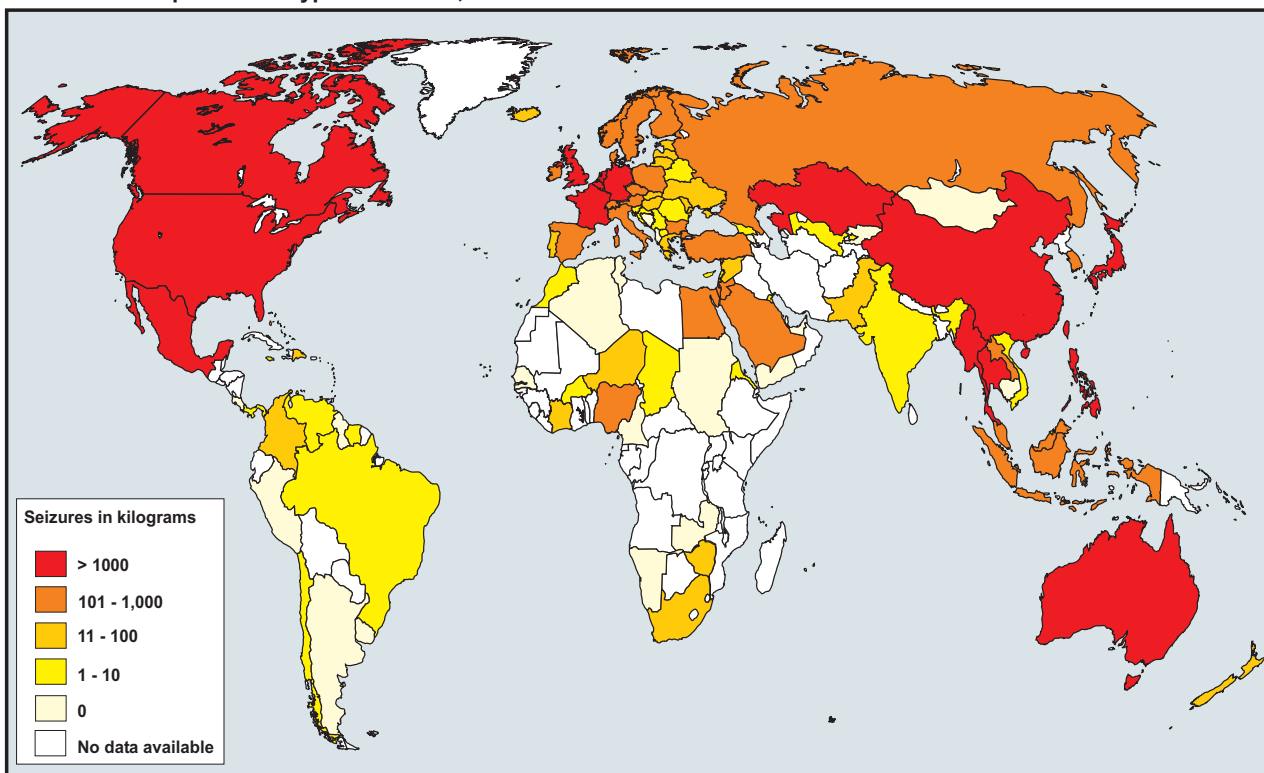 Seizures in kilograms
> 1000
101 - 1,000
11 - 100
1 - 10
0
No data available